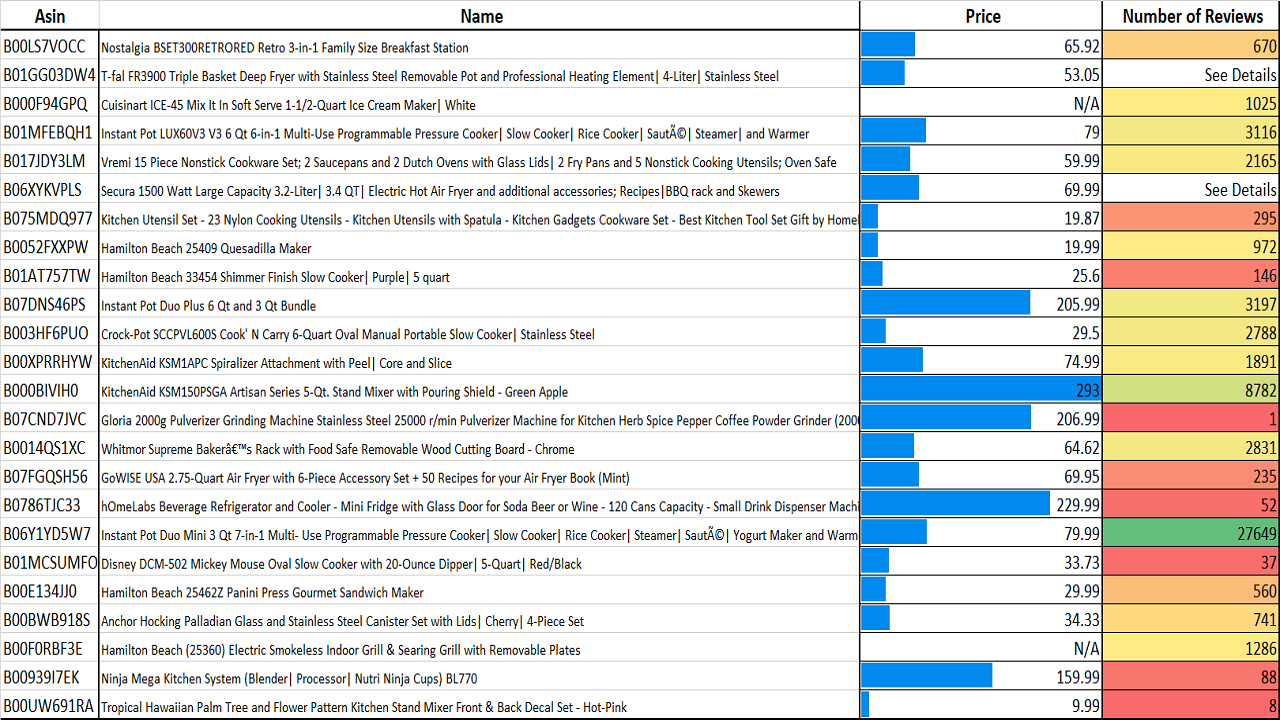 Asin Name Price Number of Reviews
B00LS7VOCC Nostalgia BSET300RETRORED Retro 3-in-1 Family Size Breakfast Station 65.92 670
B01GG03DW4 T-fal FR3900 Triple Basket Deep Fryer with Stainless Steel Removable Pot and Professional Heating Element| 4-Liter| Stainless Steel 53.05 See Details
B000F94GPQ Cuisinart ICE-45 Mix It In Soft Serve 1-1/2-Quart Ice Cream Maker| White N/A 1025
B01MFEBQH1 Instant Pot LUX60V3 V3 6 Qt 6-in-1 Multi-Use Programmable Pressure Cooker| Slow Cooker| Rice Cooker| SautÃ©| Steamer| and Warmer 79 3116
B017JDY3LM Vremi 15 Piece Nonstick Cookware Set; 2 Saucepans and 2 Dutch Ovens with Glass Lids| 2 Fry Pans and 5 Nonstick Cooking Utensils; Oven Safe 59.99 2165
B06XYKVPLS Secura 1500 Watt Large Capacity 3.2-Liter| 3.4 QT| Electric Hot Air Fryer and additional accessories; Recipes|BBQ rack and Skewers 69.99 See Details
B075MDQ977 Kitchen Utensil Set - 23 Nylon Cooking Utensils - Kitchen Utensils with Spatula - Kitchen Gadgets Cookware Set - Best Kitchen Tool Set Gift by Home 19.87 295
B0052FXXPW Hamilton Beach 25409 Quesadilla Maker 19.99 972
B01AT757TW Hamilton Beach 33454 Shimmer Finish Slow Cooker| Purple| 5 quart 25.6 146
B07DNS46PS Instant Pot Duo Plus 6 Qt and 3 Qt Bundle 205.99 3197
B003HF6PUO Crock-Pot SCCPVL600S Cook' N Carry 6-Quart Oval Manual Portable Slow Cooker| Stainless Steel 29.5 2788
B00XPRRHYW KitchenAid KSM1APC Spiralizer Attachment with Peel| Core and Slice 74.99 1891
B000BIVIH0 KitchenAid KSM150PSGA Artisan Series 5-Qt. Stand Mixer with Pouring Shield - Green Apple 293 8782
B07CND7JVC Gloria 2000g Pulverizer Grinding Machine Stainless Steel 25000 r/min Pulverizer Machine for Kitchen Herb Spice Pepper Coffee Powder Grinder (200 206.99 1
B0014QS1XC Whitmor Supreme Bakerâ€™s Rack with Food Safe Removable Wood Cutting Board - Chrome 64.62 2831
B07FGQSH56 GoWISE USA 2.75-Quart Air Fryer with 6-Piece Accessory Set + 50 Recipes for your Air Fryer Book (Mint) 69.95 235
B0786TJC33 hOmeLabs Beverage Refrigerator and Cooler - Mini Fridge with Glass Door for Soda Beer or Wine - 120 Cans Capacity - Small Drink Dispenser Machi 229.99 52
B06Y1YD5W7 Instant Pot Duo Mini 3 Qt 7-in-1 Multi- Use Programmable Pressure Cooker| Slow Cooker| Rice Cooker| Steamer| SautÃ©| Yogurt Maker and Warm 79.99 27649
B01MCSUMFO Disney DCM-502 Mickey Mouse Oval Slow Cooker with 20-Ounce Dipper| 5-Quart| Red/Black 33.73 37
B00E134JJ0 Hamilton Beach 25462Z Panini Press Gourmet Sandwich Maker 29.99 560
B00BWB918S Anchor Hocking Palladian Glass and Stainless Steel Canister Set with Lids| Cherry| 4-Piece Set 34.33 741
B00F0RBF3E Hamilton Beach (25360) Electric Smokeless Indoor Grill & Searing Grill with Removable Plates N/A 1286
B00939I7EK Ninja Mega Kitchen System (Blender| Processor| Nutri Ninja Cups) BL770 159.99 88
B00UW691RA Tropical Hawaiian Palm Tree and Flower Pattern Kitchen Stand Mixer Front & Back Decal Set - Hot-Pink 9.99 8